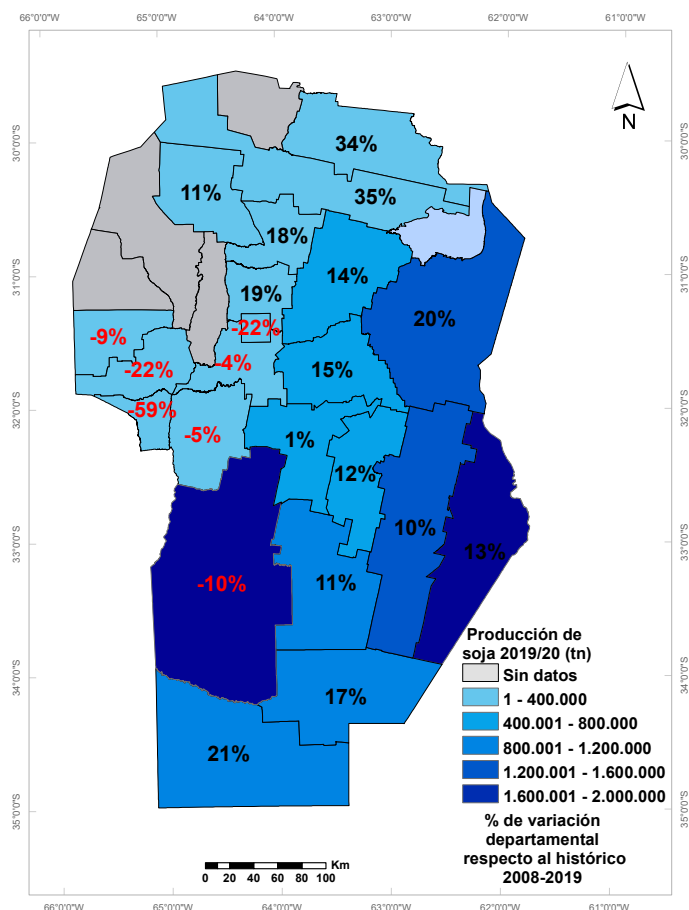 66°0'0"O 65°0'0"O 64°0'0"O 63°0'0"O 62°0'0"O 61°0'0"O
N
30°0'0"S 30°0'0"S
34%
11%
35%
18%
14%
31°0'0"S 31°0'0"S
19%
20%
-22%
-9%
-4%
-22%
15%
32°0'0"S 32°0'0"S
-59%
-5%
1%
12%
10%
33°0'0"S 33°0'0"S
13%
-10%
11%
Producción de
soja 2019/20 (tn)
Sin datos
34°0'0"S 34°0'0"S
1 - 400.000
17%
400.001 - 800.000
21%
800.001 - 1.200.000
1.200.001 - 1.600.000
1.600.001 - 2.000.000
35°0'0"S 35°0'0"S
% de variación
departamental
respecto al histórico
2008-2019
Km
0 10 20 40 60 80 100
66°0'0"O 65°0'0"O 64°0'0"O 63°0'0"O 62°0'0"O 61°0'0"O